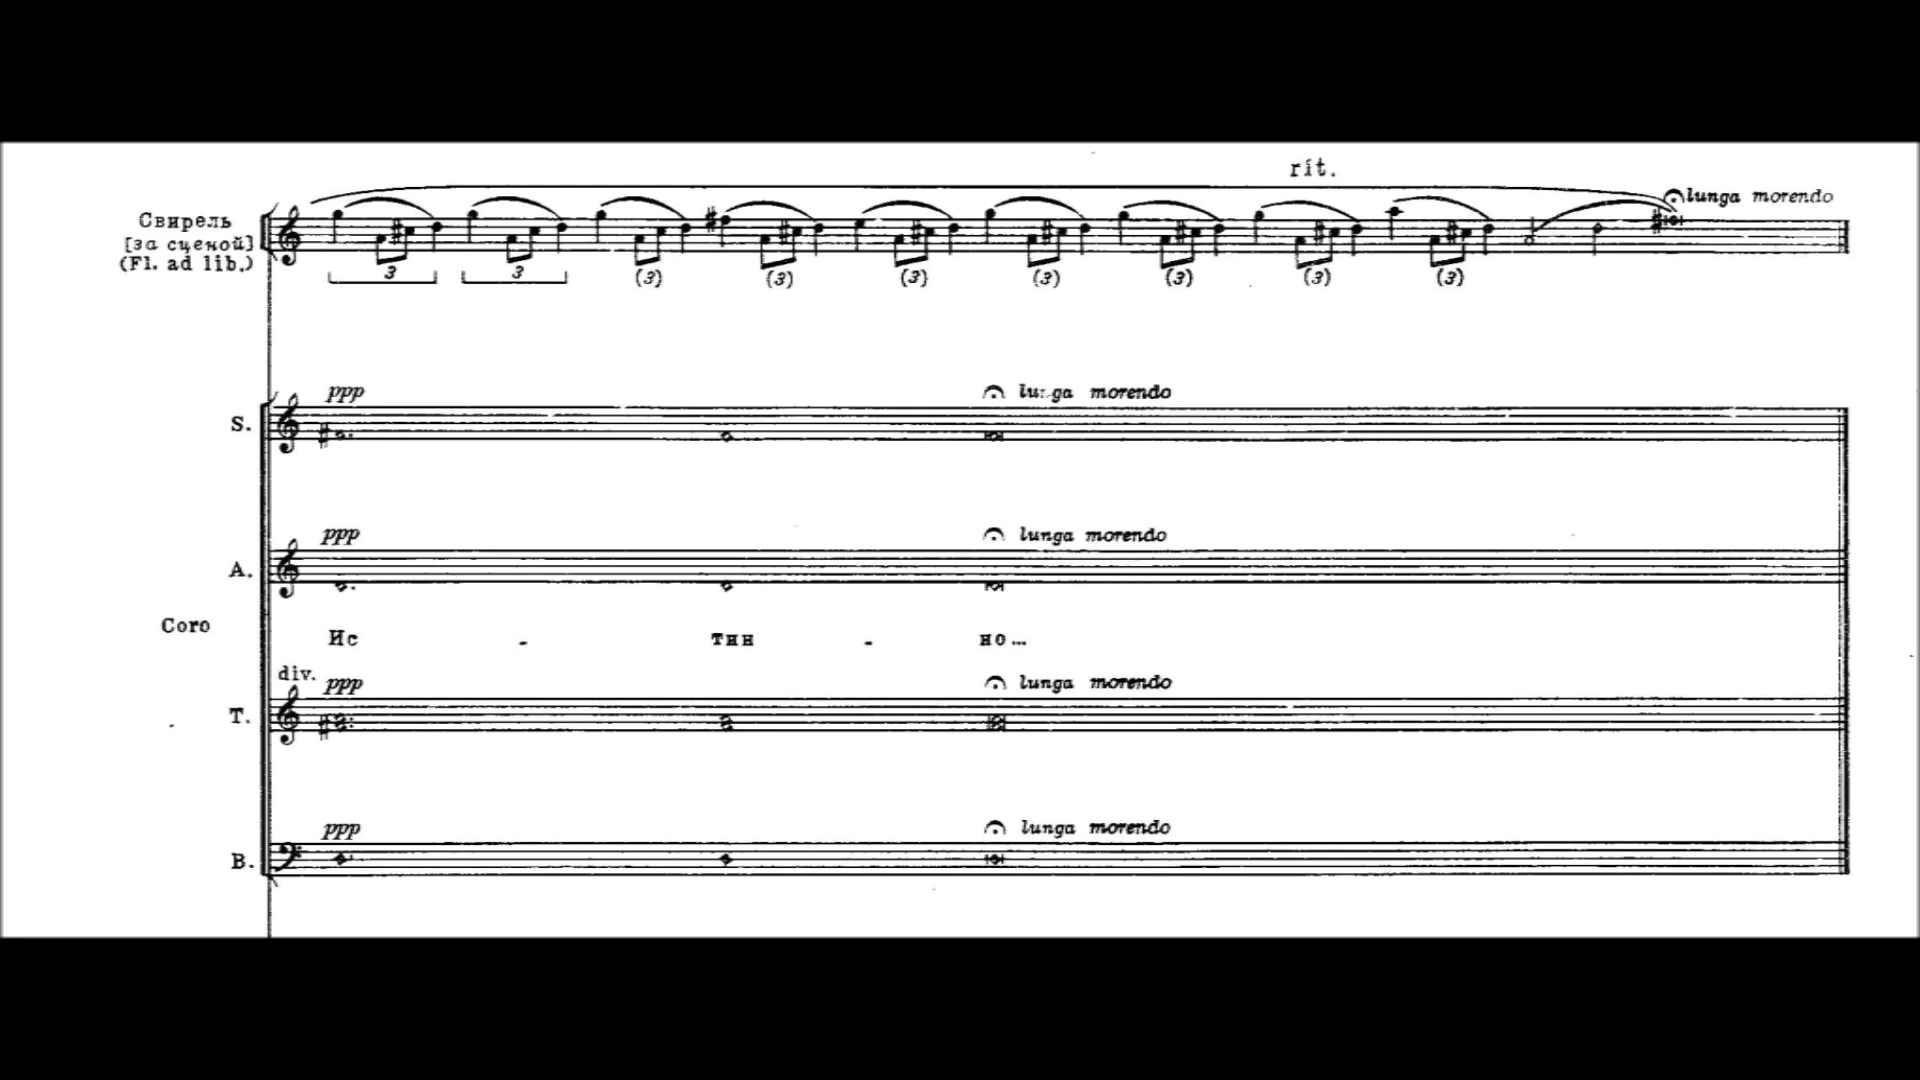 rit.
lunga morendo
Свирель
[за сценой]
(Fl. ad lib.)
3 3 (3) (3) (3) (3) (3) (3) (3)
ppp lunga morendo
S.
ppp lunga morendo
A.
Coro
Ис - тин - но...
div.
ppp lunga morendo
T.
ppp lunga morendo
B.